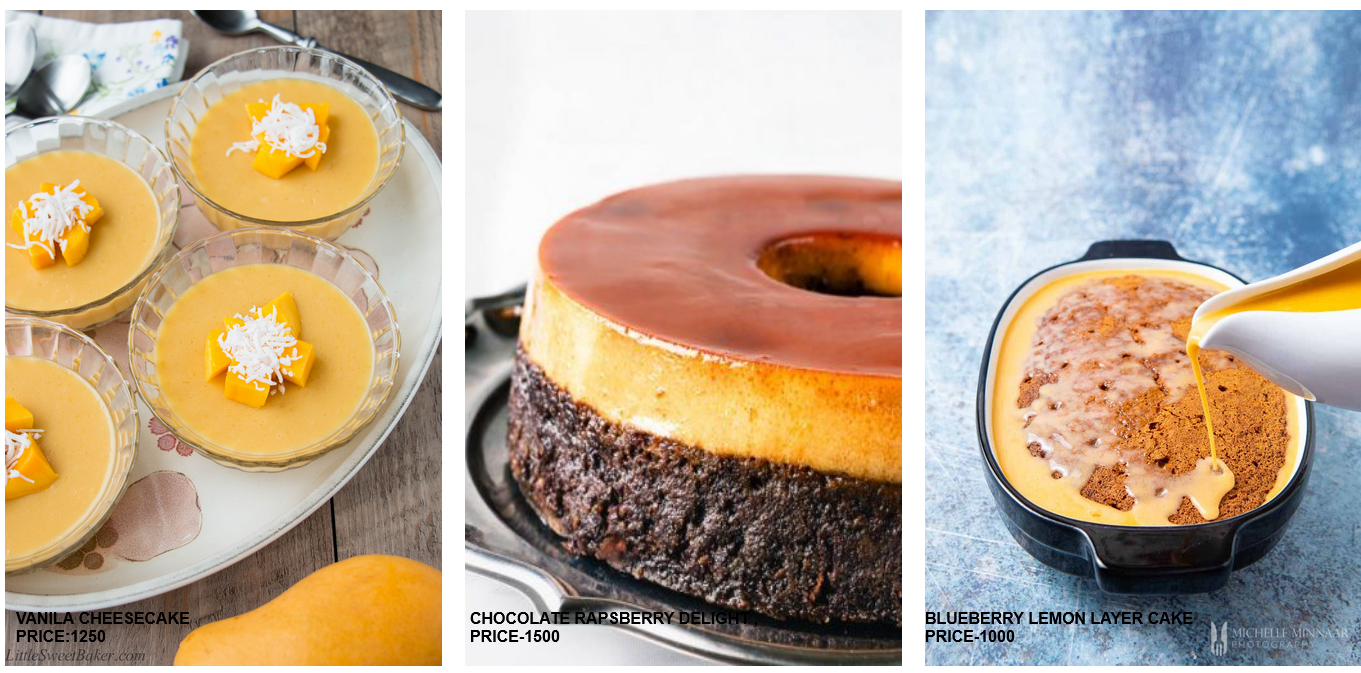 VANILA CHEESECAKE
PRICE:1250
LittleSweetBaker.com
CHOCOLATE RAPSBERRY DELIGHT,
PRICE-1500
BLUEBERRY LEMON LAYER CAKE
PRICE-1000
MICHELLE MINNAAR
PHOTOGRAPHY